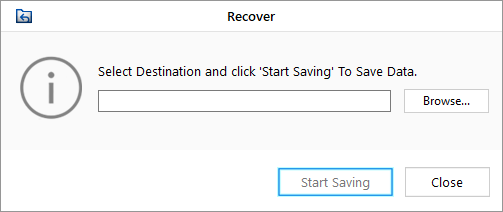 Recover
Select Destination and click 'Start Saving' To Save Data.
Browse...
Start Saving
Close